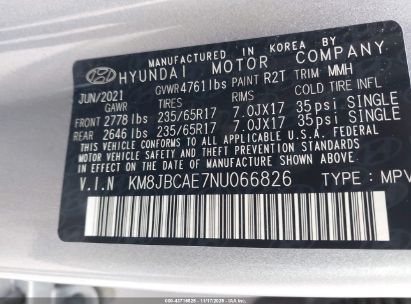 MANUFACTURED IN KOREA BY
HYUNDAI MOTOR COMPANY
JUN/2021 GVWR4761lbs PAINT R2T TRIM MMH
GAWR TIRES RIMS COLD TIRE INFL
FRONT 2778 lbs 235/65R17 7.0JX17 35psi SINGLE
REAR 2646 lbs 235/65R17 7.0JX17 35psi SINGLE
THIS VEHICLE CONFORMS TO ALL APPLICABLE U.S.A. FEDERAL
MOTOR VEHICLE SAFETY AND THEFT PREVENTION STANDARDS
IN EFFECT ON THE DATE OF MANUFACTURE SHOWN ABOVE.
V.I.N KM8JBCAE7NU066826 TYPE : MPV